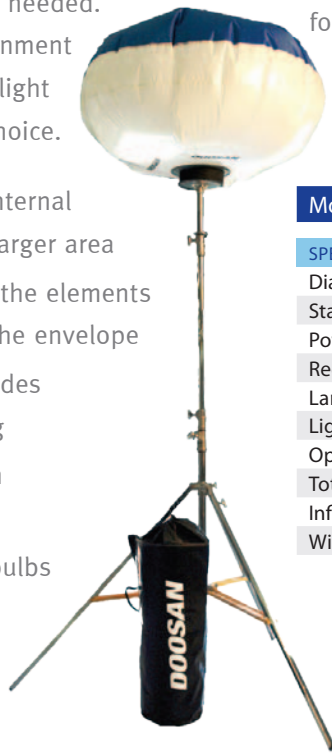 needed.
nment
light
hoice.
nternal
arger area
the elements
he envelope
des
g
ulbs
fo
Mo
SPE
Dia
Sta
Po
Re
Lar
Lig
Op
Tot
Inf
Wi
DOOSAN